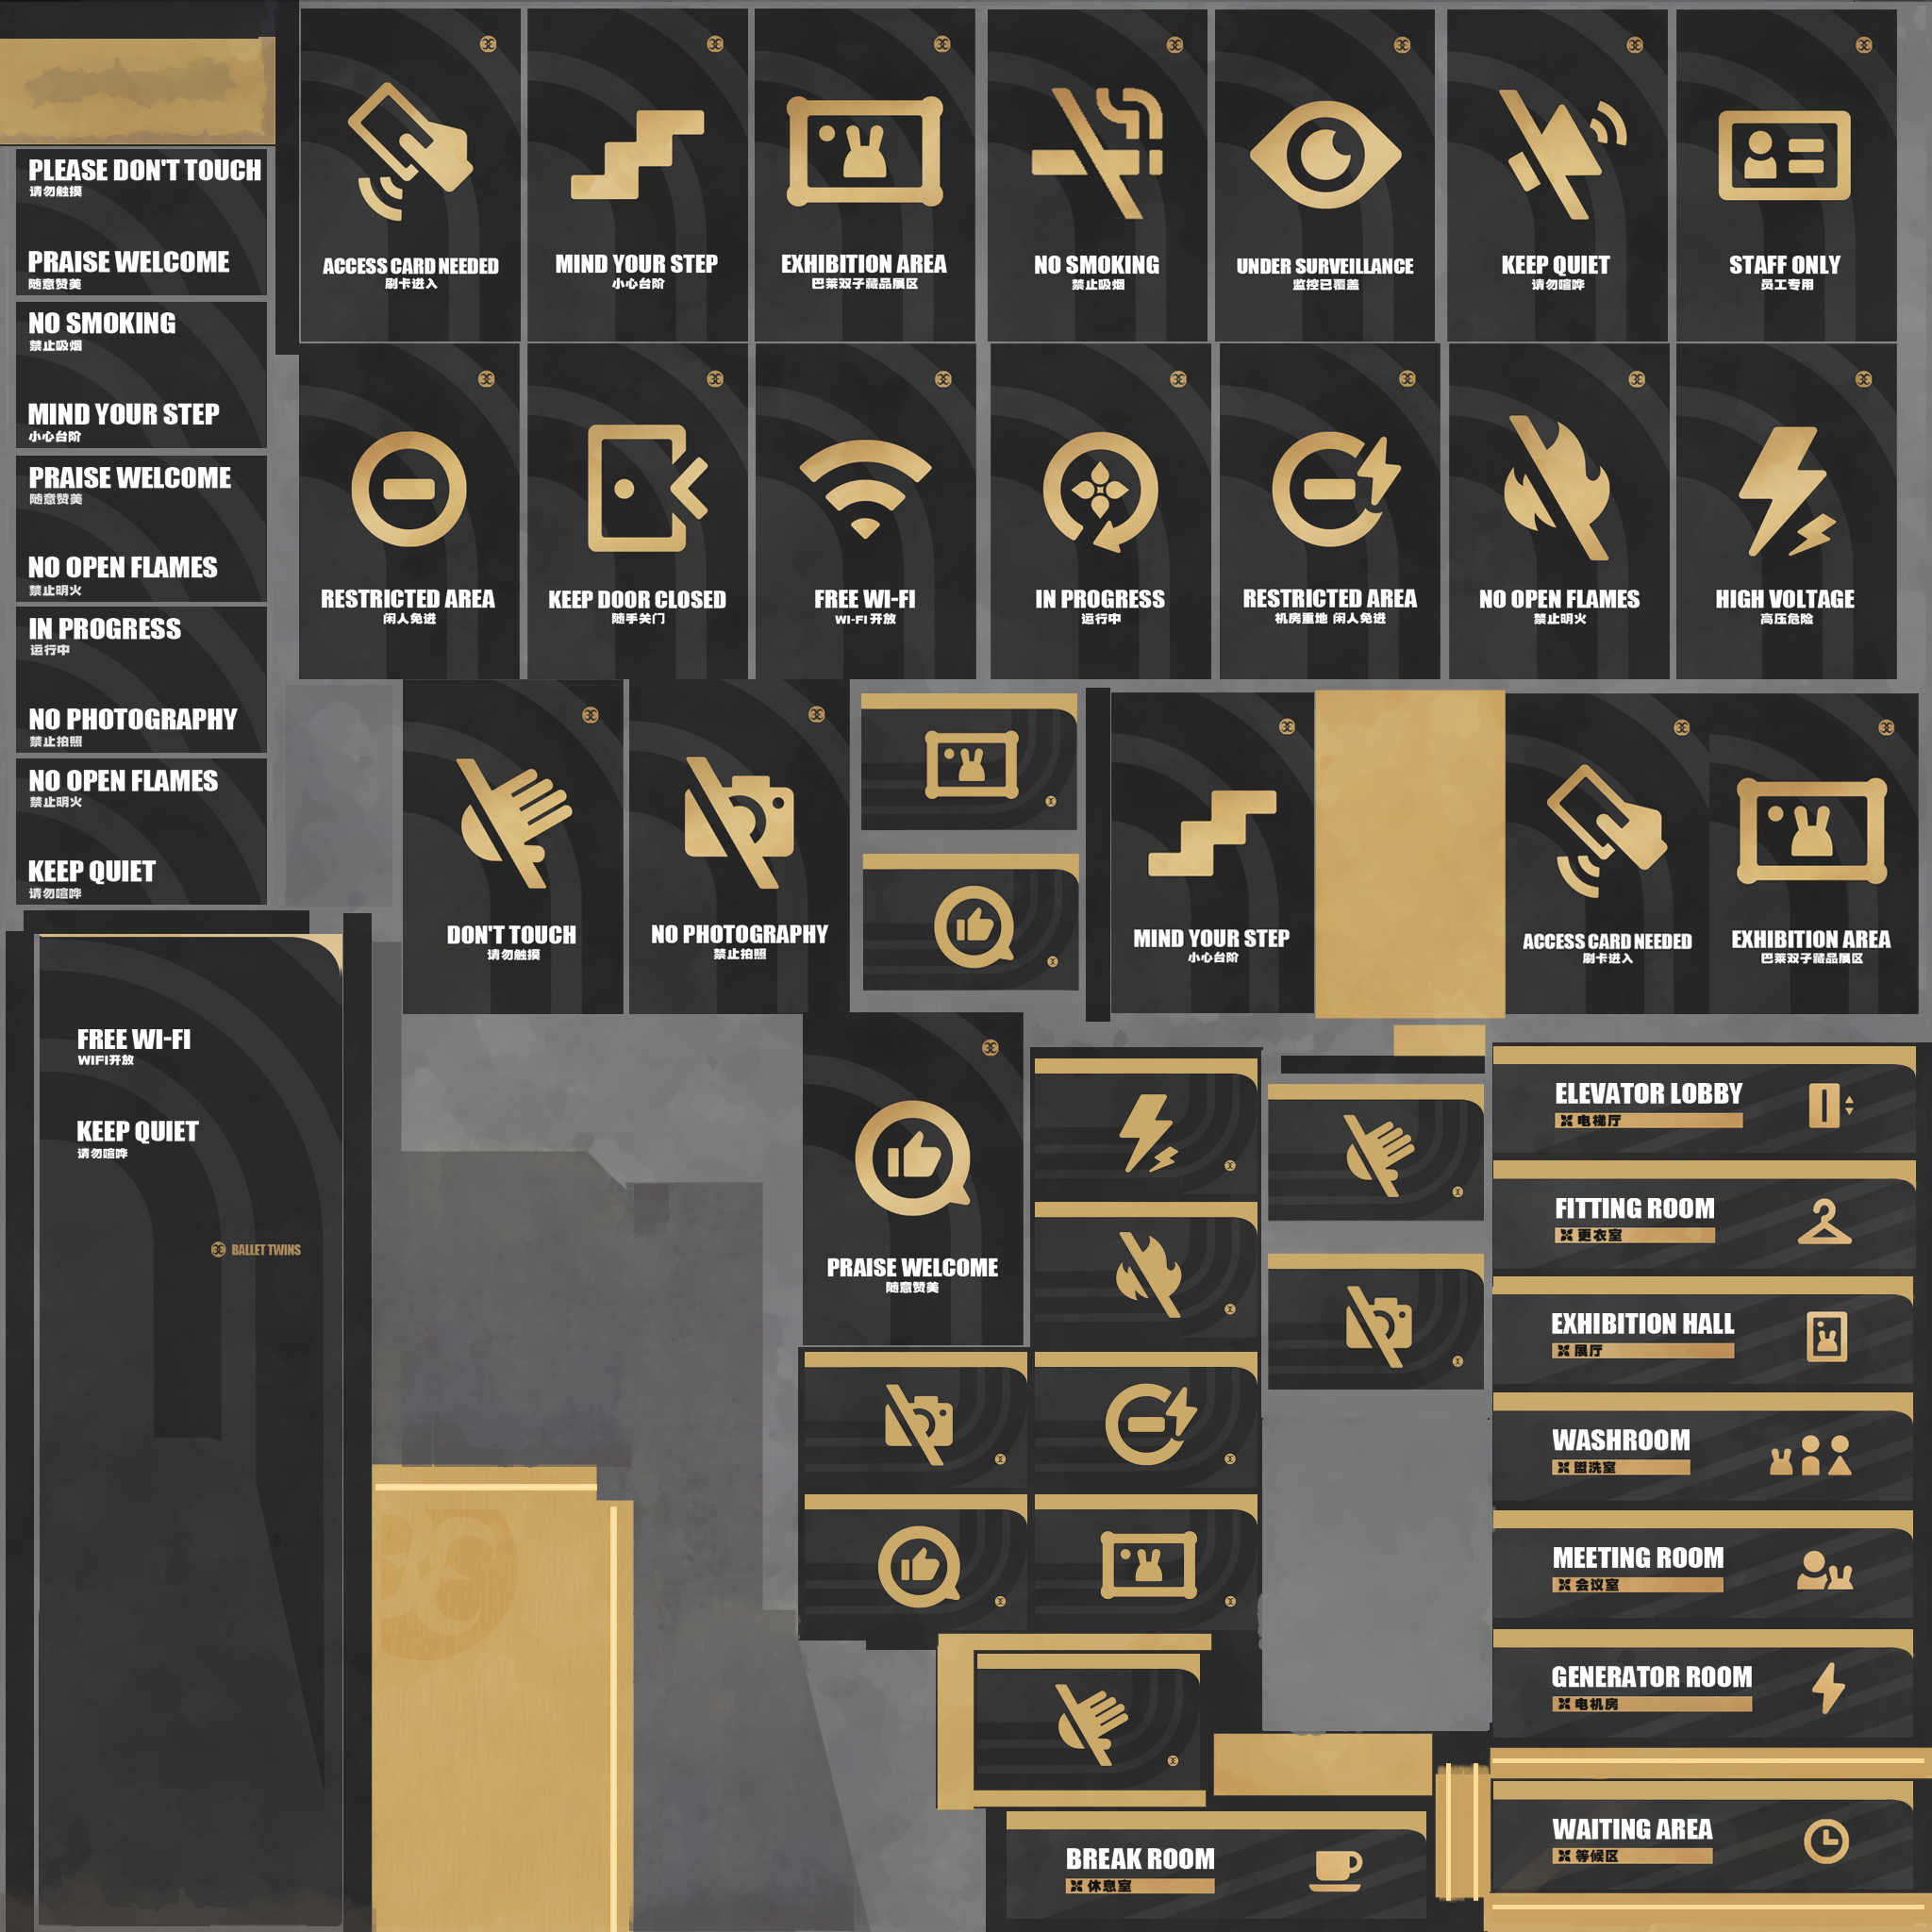 PLEASE DON'T TOUCH
请勿触摸
PRAISE WELCOME
随意赞美
NO SMOKING
禁止吸烟
MIND YOUR STEP
小心台阶
PRAISE WELCOME
随意赞美
NO OPEN FLAMES
禁止明火
IN PROGRESS
运行中
NO PHOTOGRAPHY
禁止拍照
NO OPEN FLAMES
禁止明火
KEEP QUIET
请勿喧哗
ACCESS CARD NEEDED
刷卡进入
MIND YOUR STEP
小心台阶
EXHIBITION AREA
巴莱双子藏品展区
NO SMOKING
禁止吸烟
UNDER SURVEILLANCE
监控已覆盖
KEEP QUIET
请勿喧哗
STAFF ONLY
员工专用
RESTRICTED AREA
闲人免进
KEEP DOOR CLOSED
随手关门
FREE WI-FI
WI-FI 开放
IN PROGRESS
运行中
RESTRICTED AREA
机房重地 闲人免进
NO OPEN FLAMES
禁止明火
HIGH VOLTAGE
高压危险
DON'T TOUCH
请勿触摸
NO PHOTOGRAPHY
禁止拍照
MIND YOUR STEP
小心台阶
ACCESS CARD NEEDED
刷卡进入
EXHIBITION AREA
巴莱双子藏品展区
FREE WI-FI
WIFI开放
KEEP QUIET
请勿喧哗
BALLET TWINS
PRAISE WELCOME
随意赞美
ELEVATOR LOBBY
电梯厅
FITTING ROOM
更衣室
EXHIBITION HALL
展厅
WASHROOM
盥洗室
MEETING ROOM
会议室
GENERATOR ROOM
电机房
WAITING AREA
等候区
BREAK ROOM
休息室